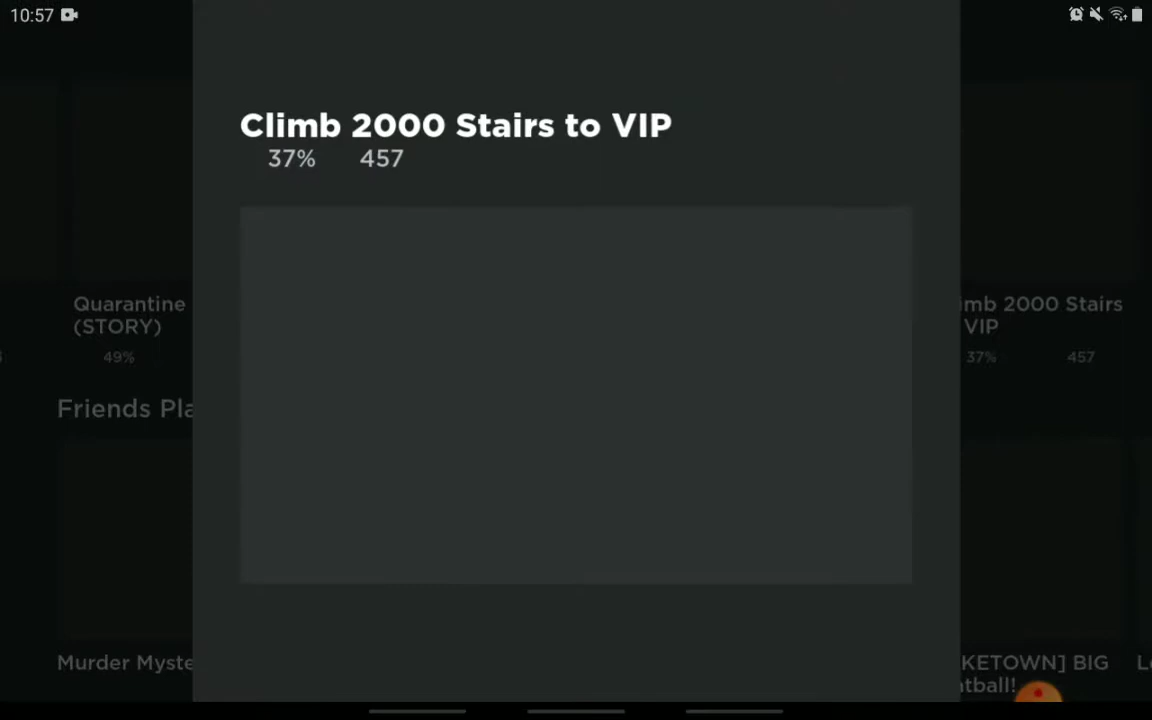 10:57
Climb 2000 Stairs to VIP
37% 457
Quarantine
(STORY)
49%
imb 2000 Stairs
VIP
37% 457
Friends Pla
Murder Myste
KETOWN] BIG
tball!
L